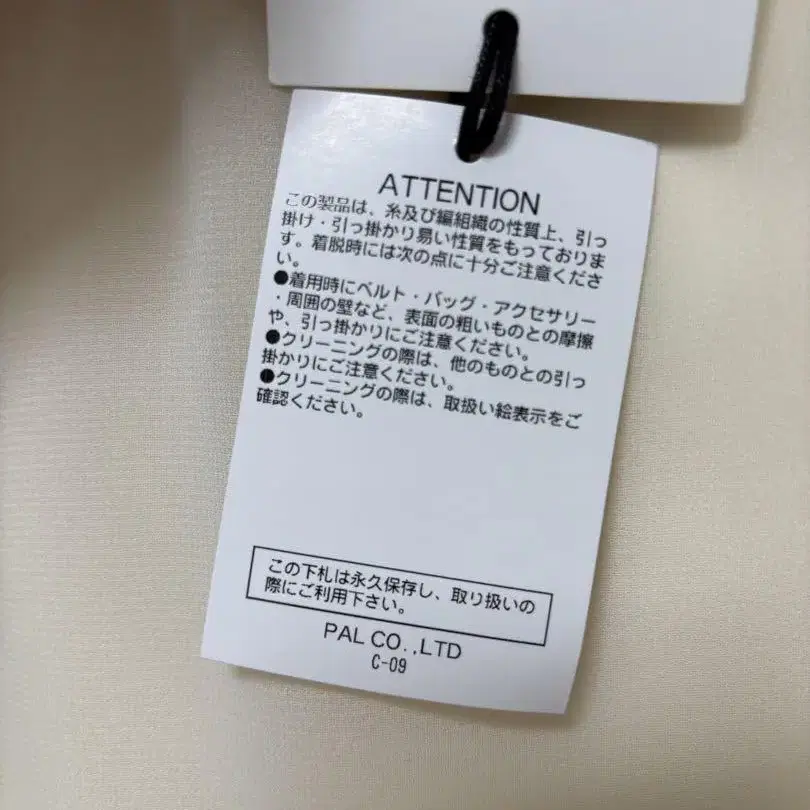 ATTENTION
この製品は、糸及び編組織の性質上、引っ
掛け・引っ掛かり易い性質をもっておりま
す。着脱時には次の点に十分ご注意くださ
い。
●着用時にベルト・バッグ・アクセサリー
・周囲の壁など、表面の粗いものとの摩擦
や、引っ掛かりにご注意ください。
●クリーニングの際は、他のものとの引っ
掛かりにご注意ください。
●クリーニングの際は、取扱い絵表示をご
確認ください。
この下札は永久保存し、取り扱いの
際にご利用下さい。
PAL CO.,LTD
C-09